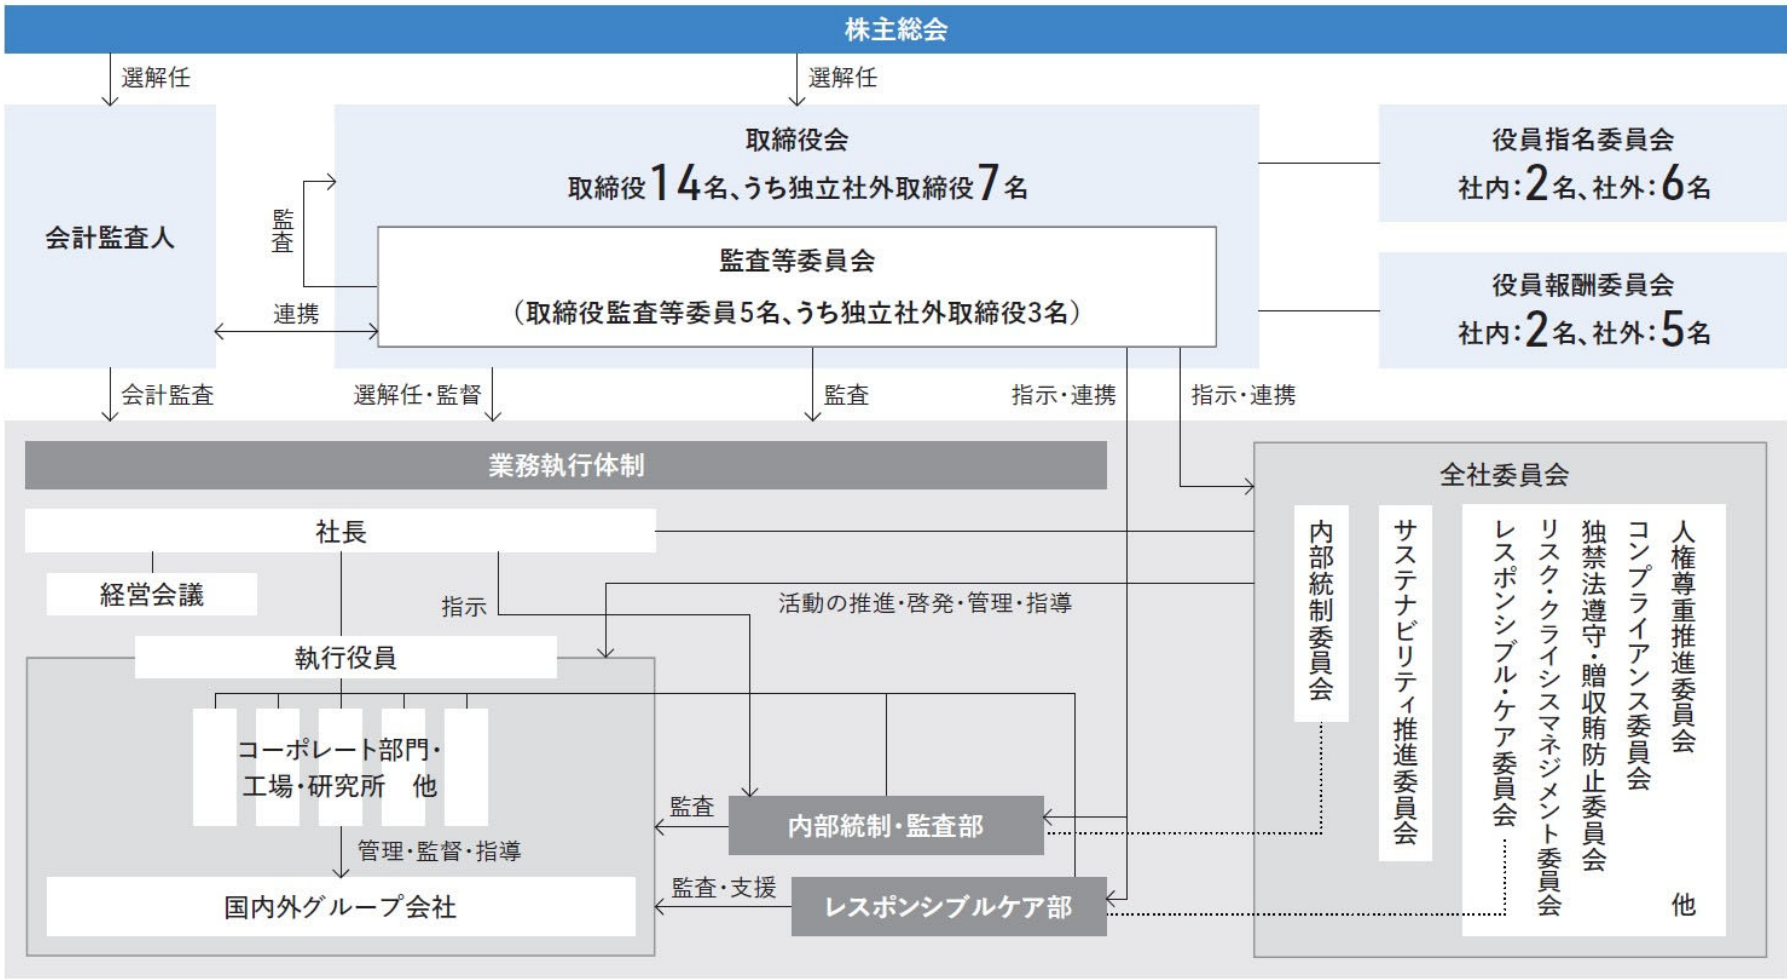 株主総会
選解任
選解任
会計監査人
取締役会
取締役14名、うち独立社外取締役7名
監査
監査等委員会
（取締役監査等委員5名、うち独立社外取締役3名）
連携
役員指名委員会
社内：2名、社外：6名
役員報酬委員会
社内：2名、社外：5名
会計監査
選解任・監督
監査
指示・連携
指示・連携
業務執行体制
社長
経営会議
指示
活動の推進・啓発・管理・指導
執行役員
コーポレート部門・
工場・研究所　他
管理・監督・指導
国内外グループ会社
監査
内部統制・監査部
監査・支援
レスポンシブルケア部
全社委員会
内部統制委員会
サステナビリティ推進委員会
人権尊重推進委員会　他
コンプライアンス委員会
独禁法遵守・贈収賄防止委員会
リスク・クライシスマネジメント委員会
レスポンシブル・ケア委員会